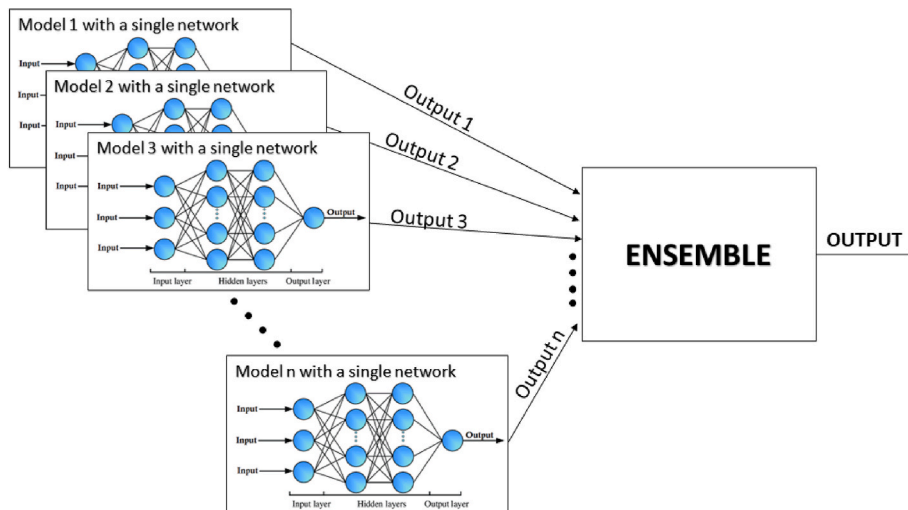 Model 1 with a single network
Input
Input
Input
Model 2 with a single network
Input
Input
Input
Model 3 with a single network
Input
Input
Input
Output
Input layer
Hidden layers
Output layer
Output 1
Output 2
Output 3
Output n
ENSEMBLE
OUTPUT
Model n with a single network
Input
Input
Input
Output
Input layer
Hidden layers
Output layer